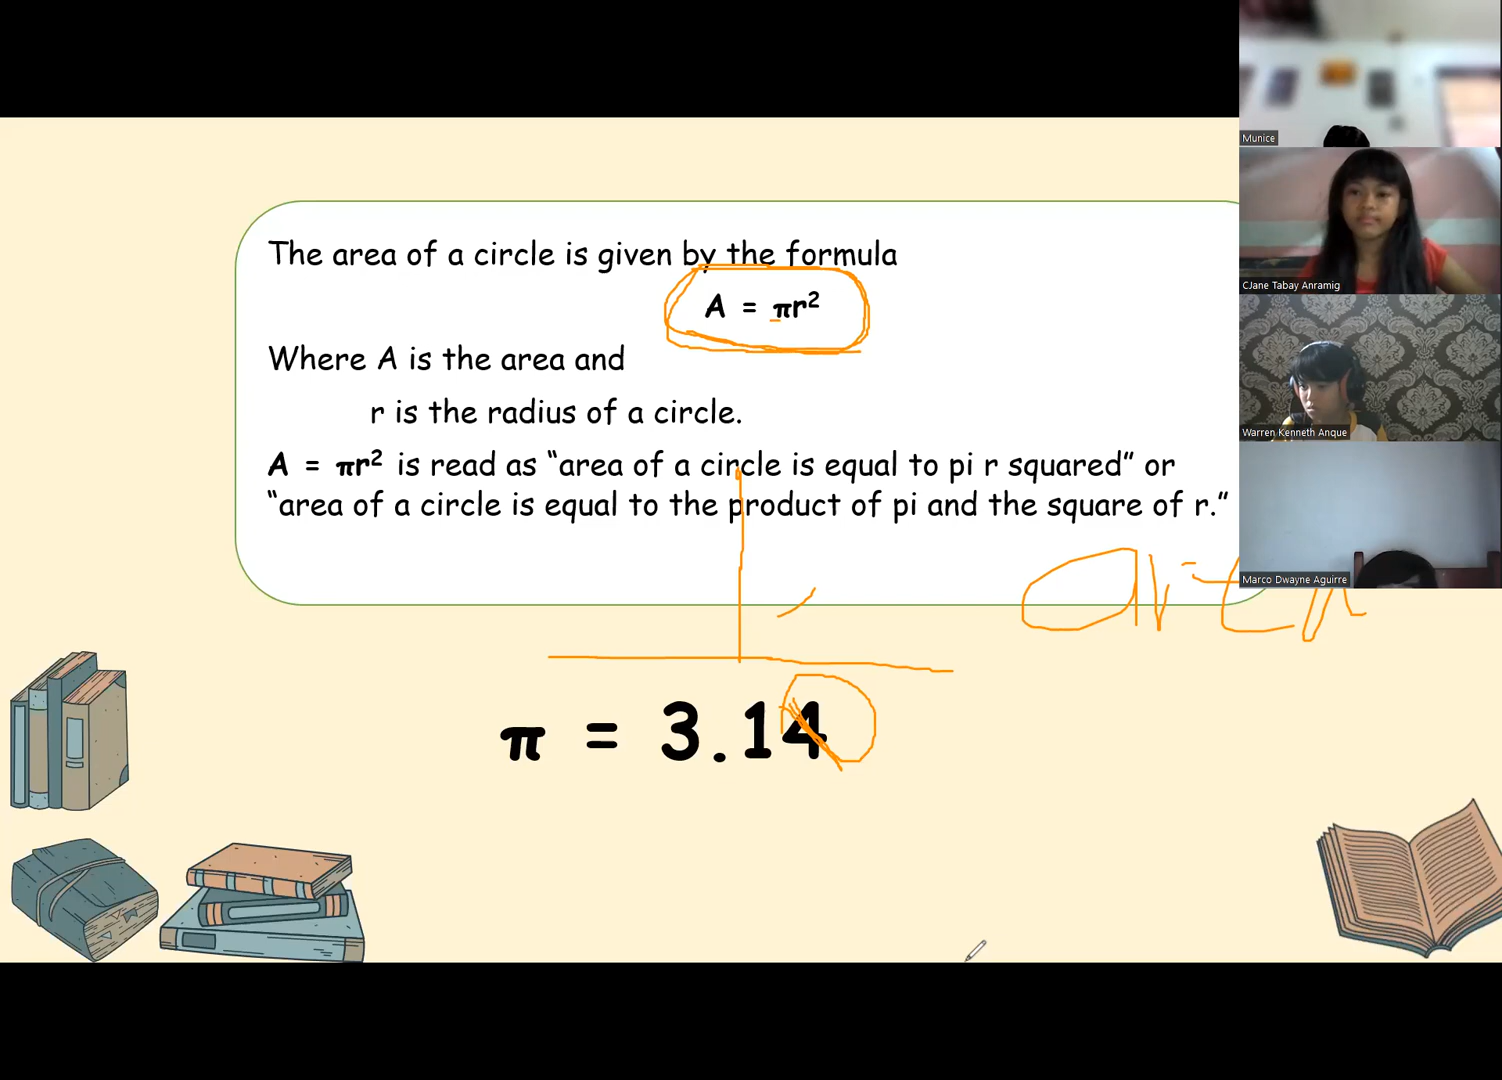 The area of a circle is given by the formula
A = πr²
Where A is the area and
r is the radius of a circle.
A = πr² is read as “area of a circle is equal to pi r squared” or
“area of a circle is equal to the product of pi and the square of r.”
area
π = 3.14
Munice
CJane Tabay Anramig
Warren Kenneth Anque
Marco Dwayne Aguirre